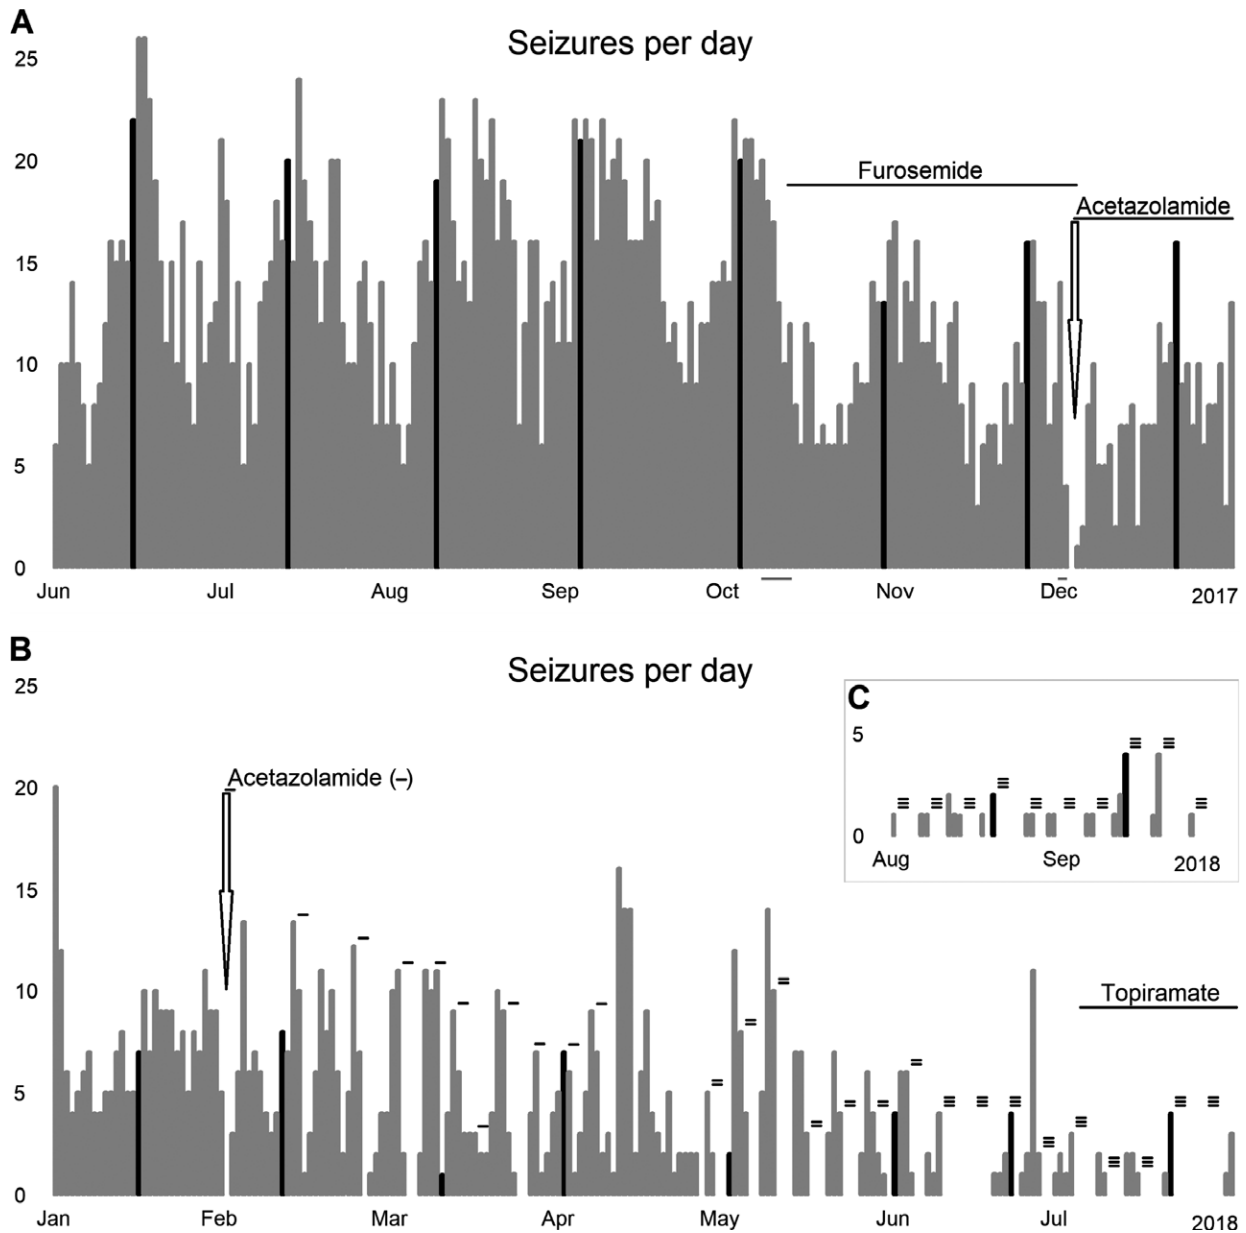 A
Seizures per day
25
20
15
10
5
0
Furosemide
Acetazolamide
Jun Jul Aug Sep Oct Nov Dec 2017
B
Seizures per day
25
20
15
10
5
0
Acetazolamide (–)
C
5
0
Aug Sep 2018
Topiramate
Jan Feb Mar Apr May Jun Jul 2018